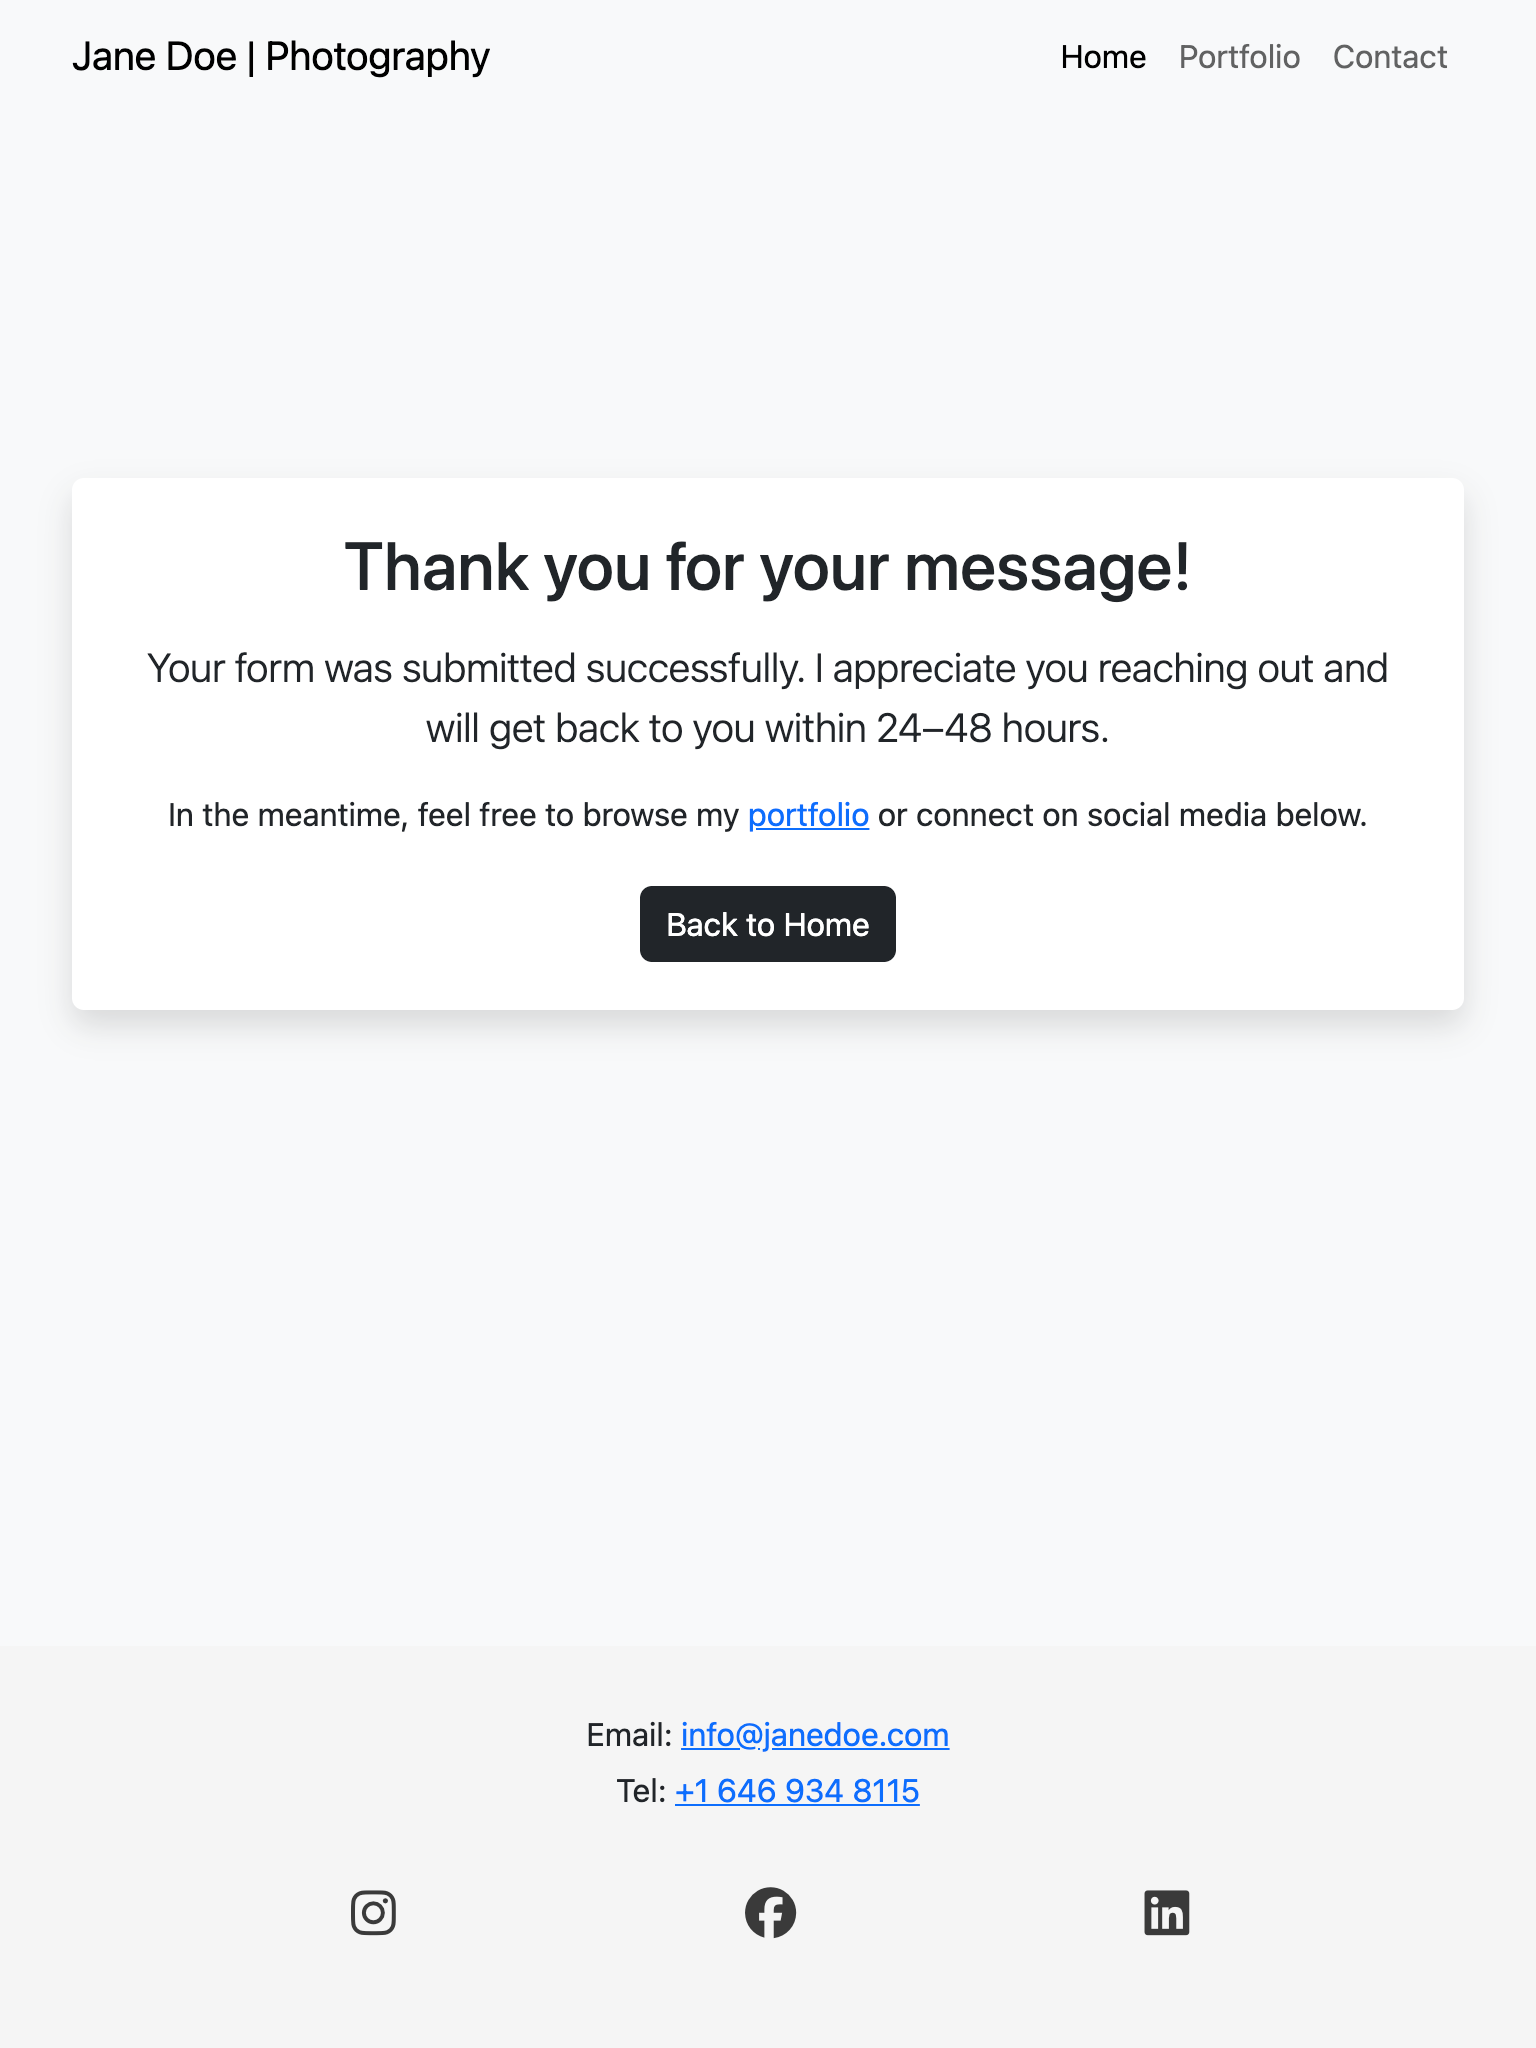 Jane Doe | Photography
Home Portfolio Contact
Thank you for your message!
Your form was submitted successfully. I appreciate you reaching out and
will get back to you within 24–48 hours.
In the meantime, feel free to browse my portfolio or connect on social media below.
Back to Home
Email: info@janedoe.com
Tel: +1 646 934 8115